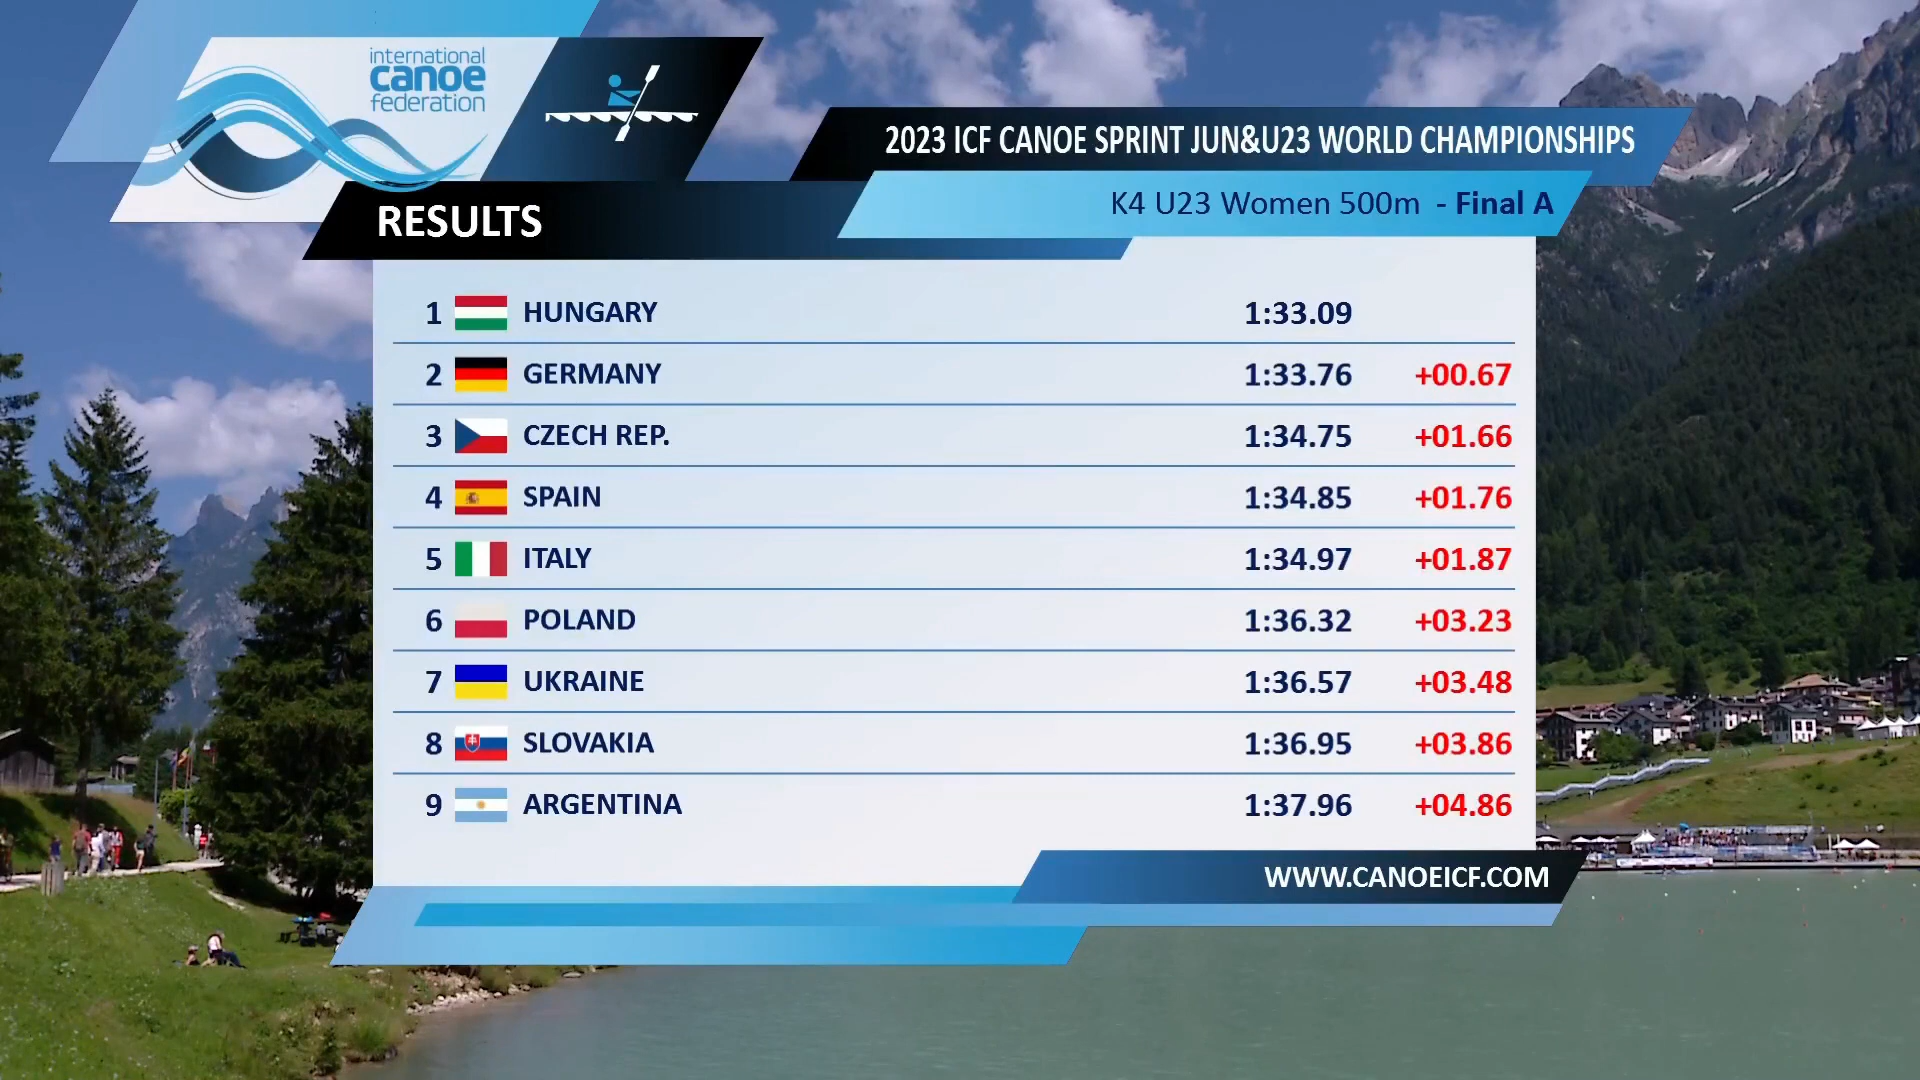 international
canoe
federation
2023 ICF CANOE SPRINT JUN&U23 WORLD CHAMPIONSHIPS
K4 U23 Women 500m - Final A
RESULTS
1 HUNGARY 1:33.09
2 GERMANY 1:33.76 +00.67
3 CZECH REP. 1:34.75 +01.66
4 SPAIN 1:34.85 +01.76
5 ITALY 1:34.97 +01.87
6 POLAND 1:36.32 +03.23
7 UKRAINE 1:36.57 +03.48
8 SLOVAKIA 1:36.95 +03.86
9 ARGENTINA 1:37.96 +04.86
WWW.CANOEICF.COM